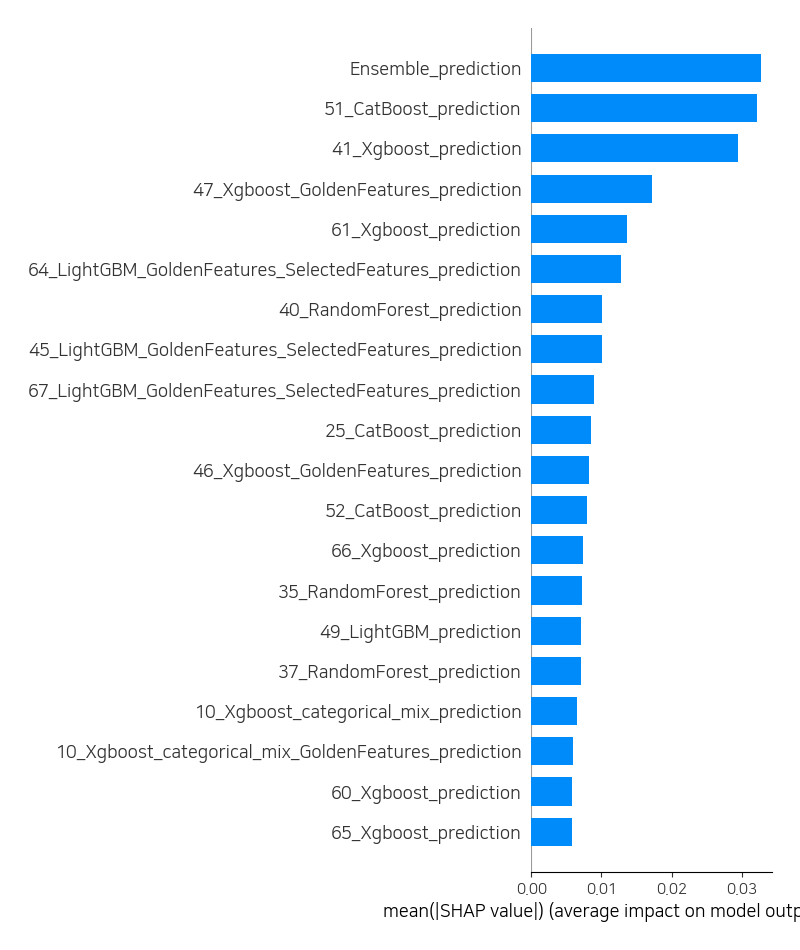 Ensemble_prediction
51_CatBoost_prediction
41_Xgboost_prediction
47_Xgboost_GoldenFeatures_prediction
61_Xgboost_prediction
64_LightGBM_GoldenFeatures_SelectedFeatures_prediction
40_RandomForest_prediction
45_LightGBM_GoldenFeatures_SelectedFeatures_prediction
67_LightGBM_GoldenFeatures_SelectedFeatures_prediction
25_CatBoost_prediction
46_Xgboost_GoldenFeatures_prediction
52_CatBoost_prediction
66_Xgboost_prediction
35_RandomForest_prediction
49_LightGBM_prediction
37_RandomForest_prediction
10_Xgboost_categorical_mix_prediction
10_Xgboost_categorical_mix_GoldenFeatures_prediction
60_Xgboost_prediction
65_Xgboost_prediction
0.00 0.01 0.02 0.03
mean(|SHAP value|) (average impact on model outp